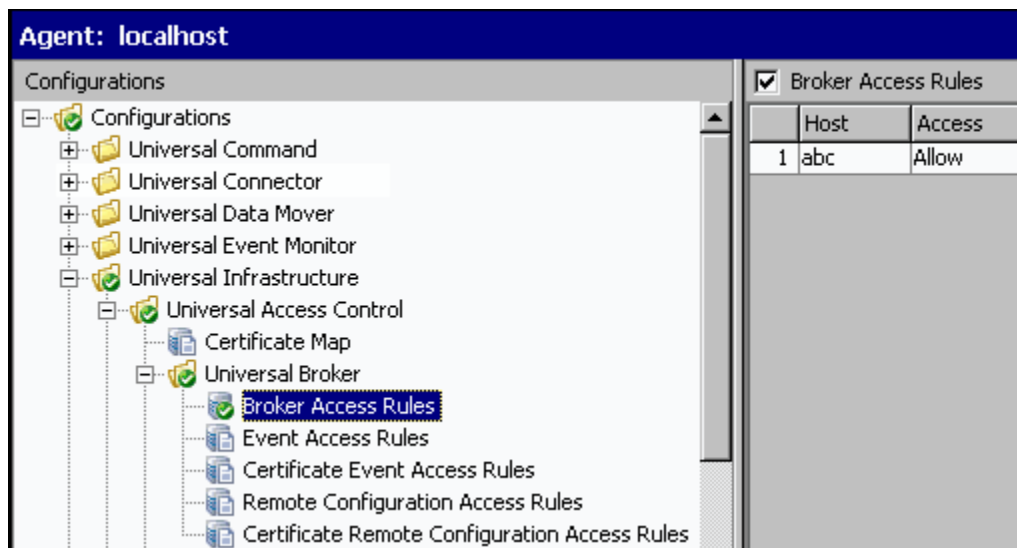 Agent: localhost
Configurations
Configurations
Universal Command
Universal Connector
Universal Data Mover
Universal Event Monitor
Universal Infrastructure
Universal Access Control
Certificate Map
Universal Broker
Broker Access Rules
Event Access Rules
Certificate Event Access Rules
Remote Configuration Access Rules
Certificate Remote Configuration Access Rules
Broker Access Rules
Host Access
1 abc Allow